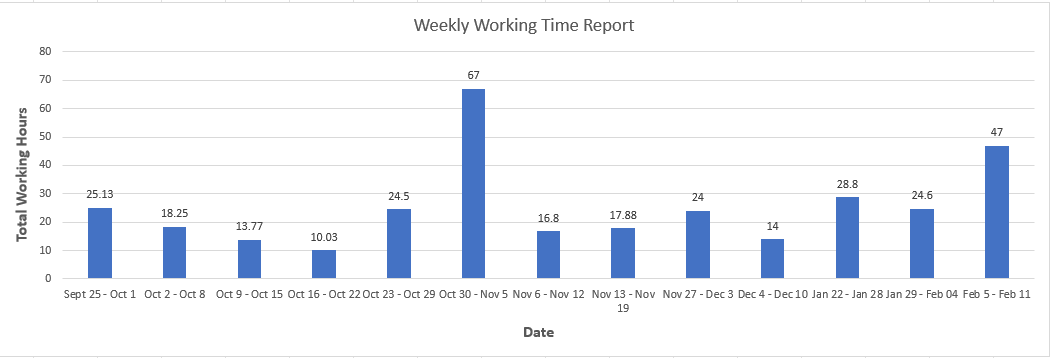 Weekly Working Time Report
Total Working Hours
80
70
60
50
40
30
20
10
0
25.13
18.25
13.77
10.03
24.5
67
16.8
17.88
24
14
28.8
24.6
47
Sept 25 - Oct 1
Oct 2 - Oct 8
Oct 9 - Oct 15
Oct 16 - Oct 22
Oct 23 - Oct 29
Oct 30 - Nov 5
Nov 6 - Nov 12
Nov 13 - Nov
19
Nov 27 - Dec 3
Dec 4 - Dec 10
Jan 22 - Jan 28
Jan 29 - Feb 04
Feb 5 - Feb 11
Date